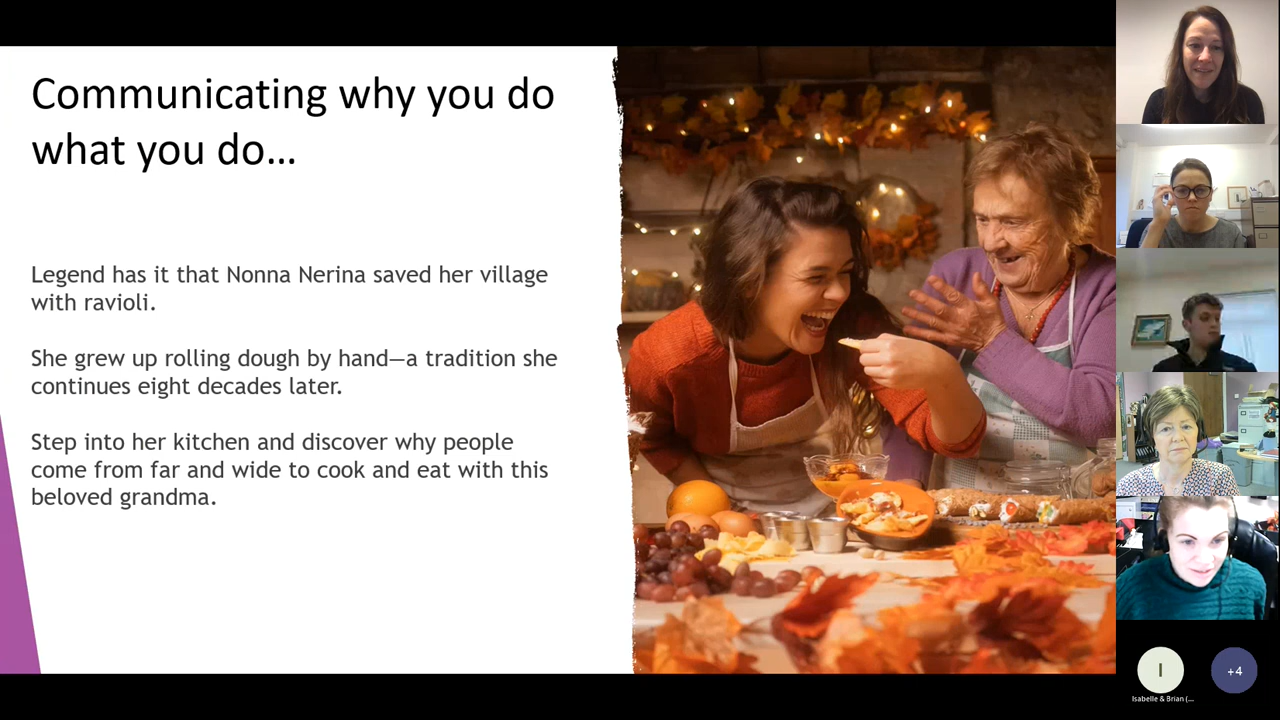 Communicating why you do
what you do...
Legend has it that Nonna Nerina saved her village
with ravioli.
She grew up rolling dough by hand—a tradition she
continues eight decades later.
Step into her kitchen and discover why people
come from far and wide to cook and eat with this
beloved grandma.
I
+4
Isabelle & Brian (...